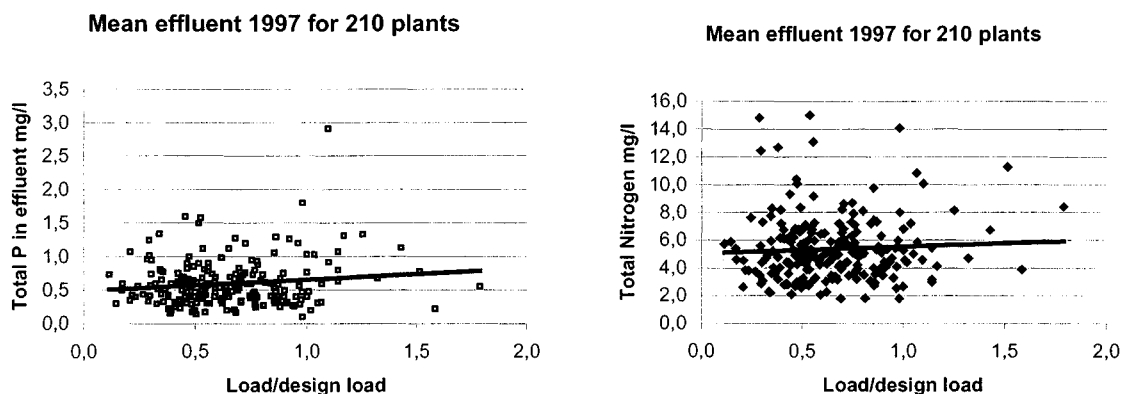 Mean effluent 1997 for 210 plants
Total P in effluent mg/l
3,5
3,0
2,5
2,0
1,5
1,0
0,5
0,0
0,0 0,5 1,0 1,5 2,0
Load/design load
Mean effluent 1997 for 210 plants
Total Nitrogen mg/l
16,0
14,0
12,0
10,0
8,0
6,0
4,0
2,0
0,0
0,0 0,5 1,0 1,5 2,0
Load/design load